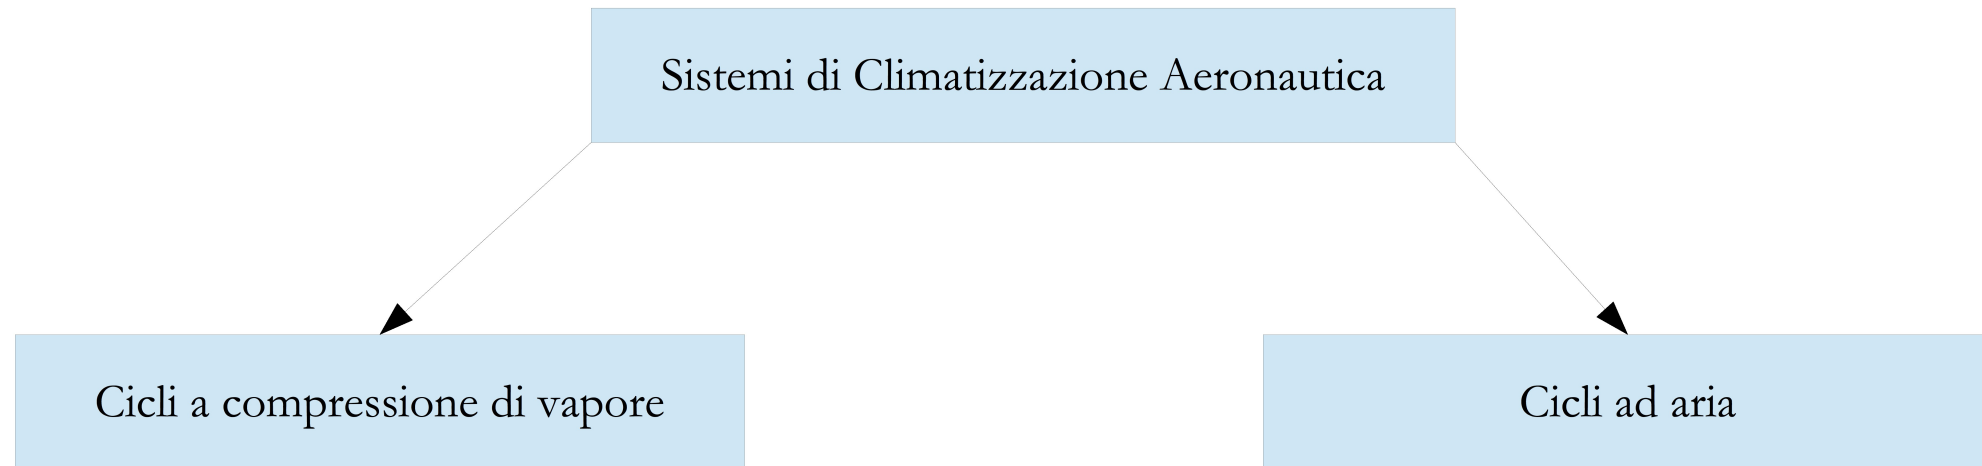 Sistemi di Climatizzazione Aeronautica
Cicli a compressione di vapore
Cicli ad aria